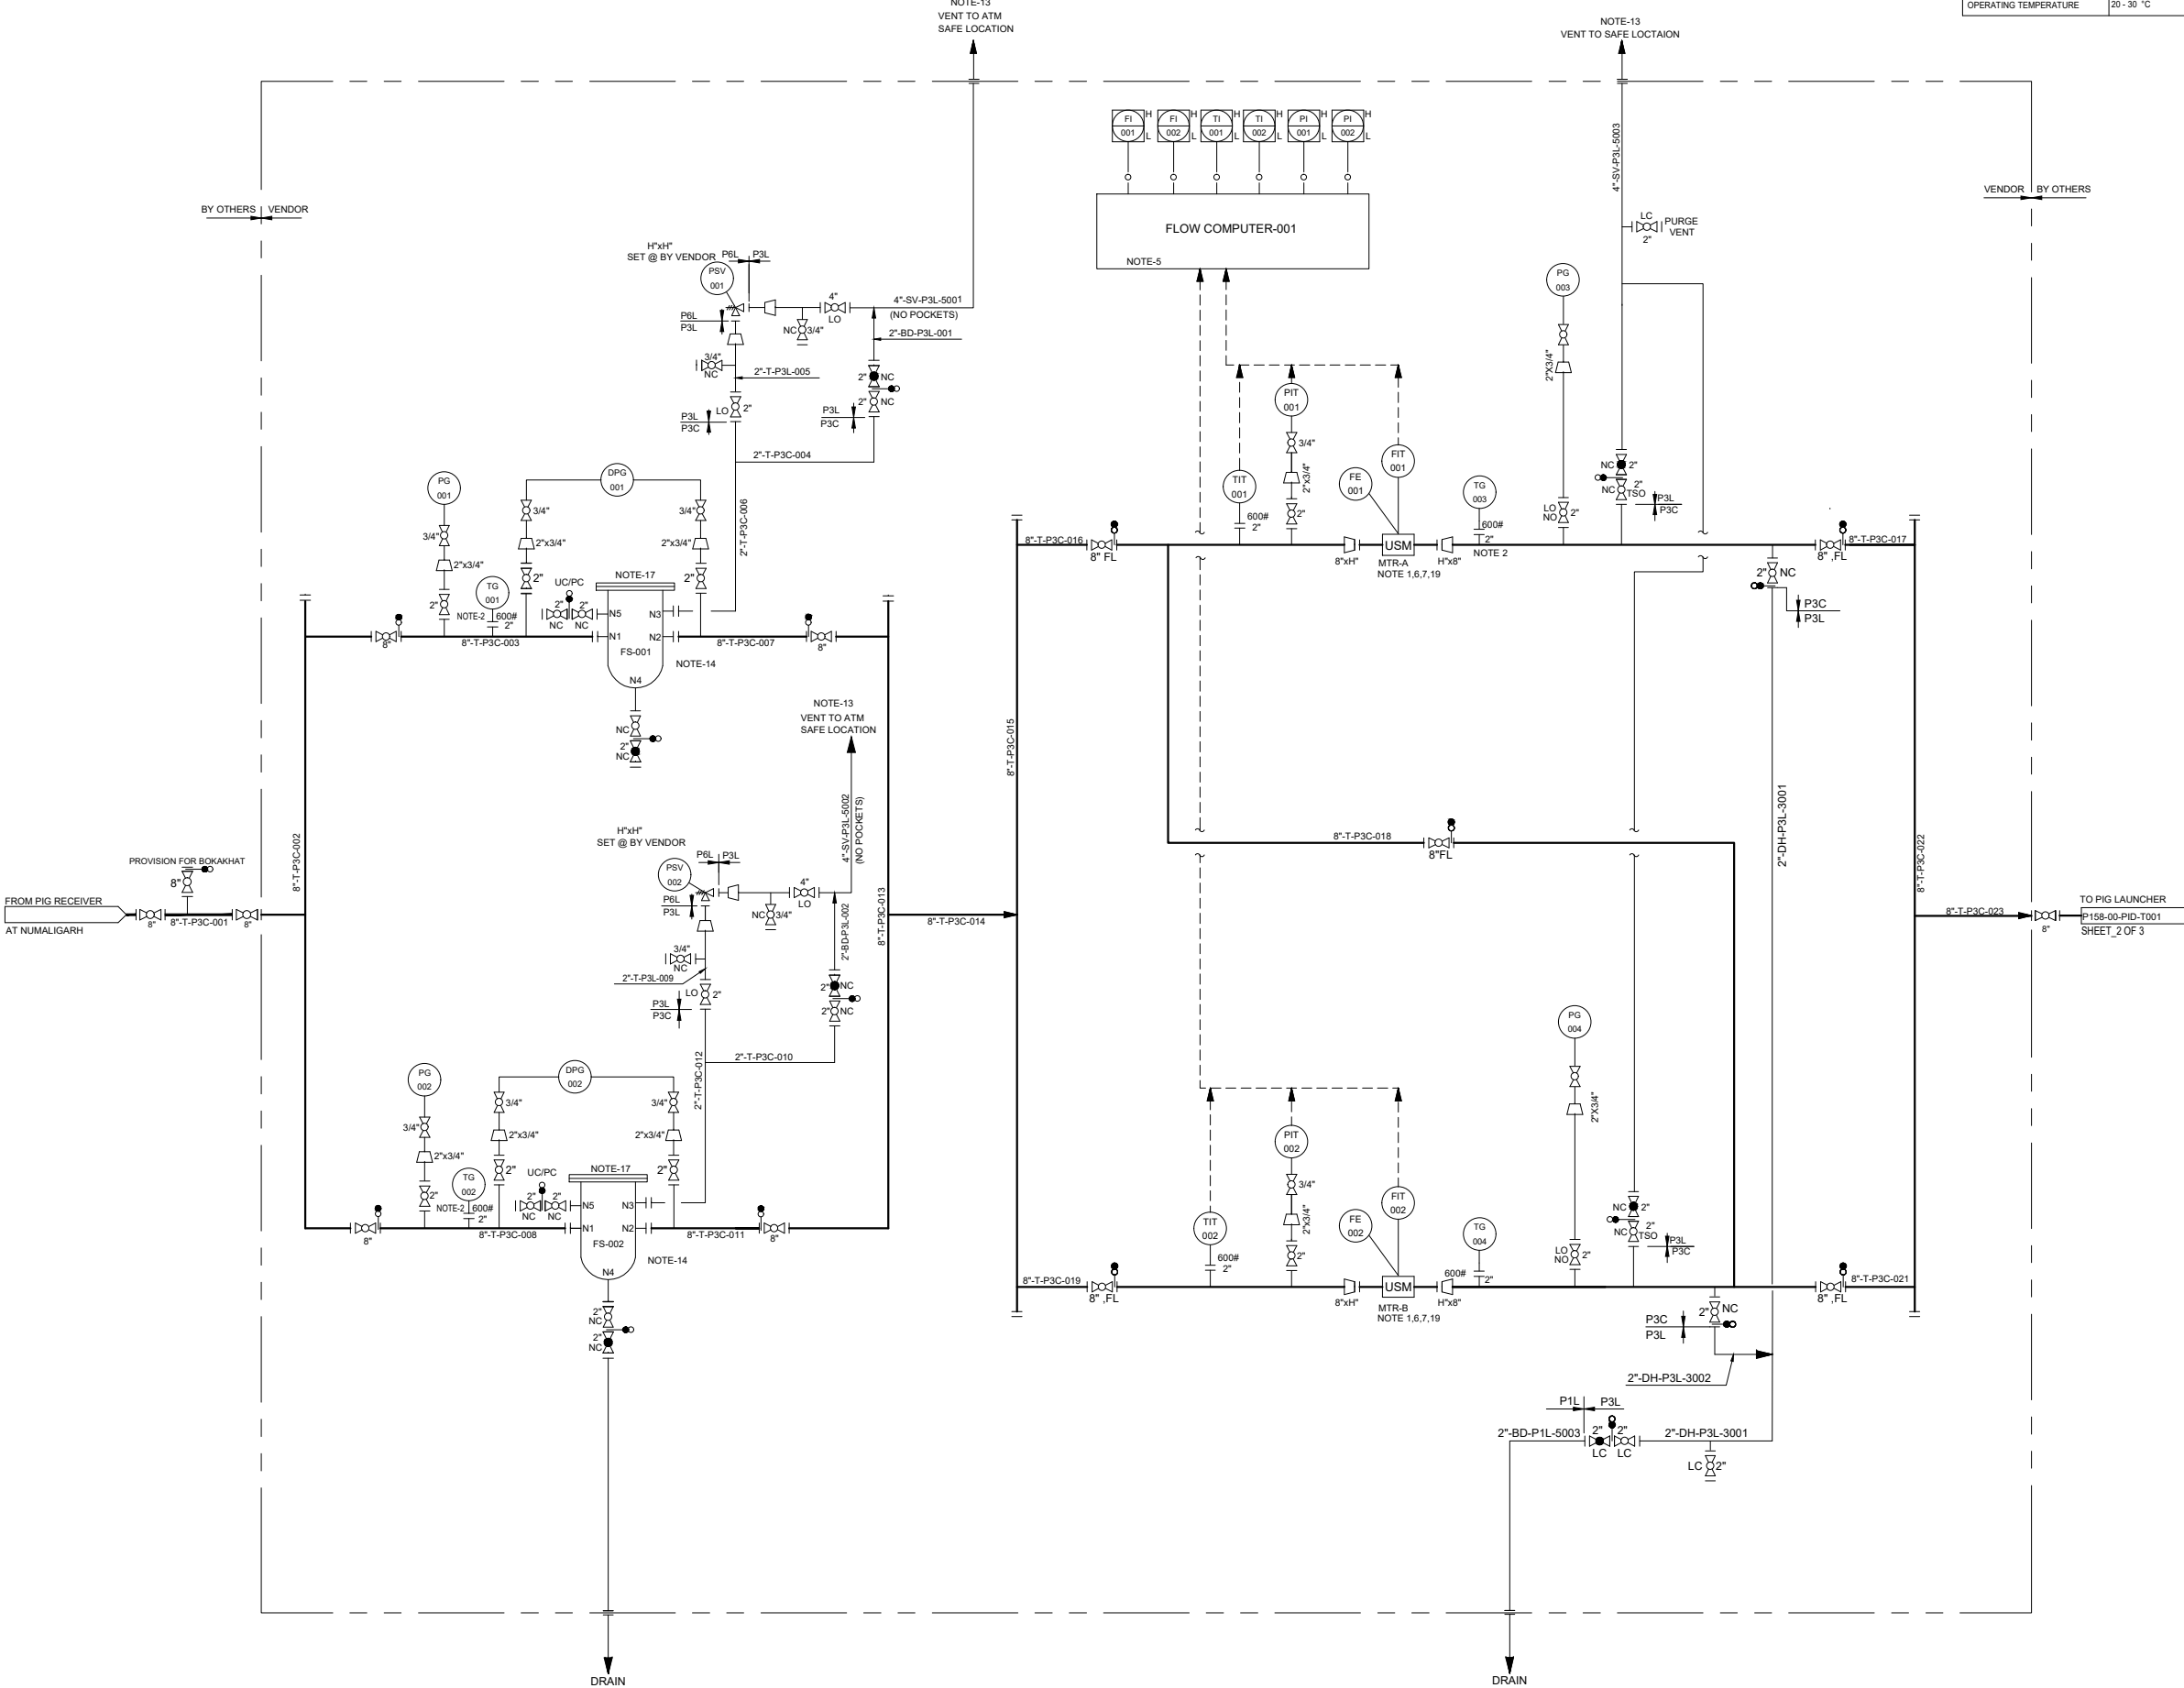 NOTE-13
VENT TO ATM
SAFE LOCATION
OPERATING TEMPERATURE
20 - 30 °C
NOTE-13
VENT TO SAFE LOCTAION
FI
001
H
L
FI
002
H
L
TI
001
H
L
TI
002
H
L
PI
001
H
L
PI
002
H
L
FLOW COMPUTER-001
NOTE-5
BY OTHERS
VENDOR
VENDOR
BY OTHERS
4"-SV-P3L-5003
LC
2"
PURGE
VENT
H"xH"
SET @ BY VENDOR
P6L
P3L
PSV
001
P6L
P3L
4"
LO
NC
3/4"
4"-SV-P3L-5001
(NO POCKETS)
2"-BD-P3L-001
3/4"
NC
2"-T-P3L-005
2"
NC
2"
NC
LO
2"
P3L
P3C
P3L
P3C
2"-T-P3C-004
2"-T-P3C-006
PG
001
3/4"
2"x3/4"
2"
DPG
001
3/4"
2"x3/4"
2"
3/4"
2"x3/4"
2"
TG
001
NOTE-2
600#
2"
UC/PC
2"
2"
NC
NC
NOTE-17
N5
N3
N1
N2
FS-001
N4
NOTE-14
8"
8"-T-P3C-003
8"-T-P3C-007
8"
NC
2"
NC
PG
003
2"X3/4"
LO
NO
2"
NC
2"
2"
NC
TSO
P3L
P3C
TIT
001
600#
2"
PIT
001
3/4"
2"x3/4"
2"
FE
001
FIT
001
TG
003
600#
2"
NOTE 2
8"-T-P3C-016
8" FL
8"xH"
USM
H"x8"
MTR-A
NOTE 1,6,7,19
8" ,FL
8"-T-P3C-017
2"
NC
P3C
P3L
NOTE-13
VENT TO ATM
SAFE LOCATION
4"-SV-P3L-5002
(NO POCKETS)
8"-T-P3C-015
8"-T-P3C-002
8"-T-P3C-013
8"-T-P3C-014
PROVISION FOR BOKAKHAT
8"
FROM PIG RECEIVER
AT NUMALIGARH
8"
8"-T-P3C-001
8"
8"-T-P3C-018
8"FL
2"-DH-P3L-3001
8"-T-P3C-022
8"-T-P3C-023
8"
TO PIG LAUNCHER
P158-00-PID-T001
SHEET_2 OF 3
H"xH"
SET @ BY VENDOR
P6L
P3L
PSV
002
P6L
P3L
4"
LO
NC
3/4"
2"-BD-P3L-002
3/4"
NC
2"-T-P3L-009
LO
2"
P3L
P3C
2"
NC
2"
NC
2"-T-P3C-010
2"-T-P3C-012
PG
002
3/4"
2"x3/4"
2"
DPG
002
3/4"
2"x3/4"
2"
3/4"
2"x3/4"
2"
TG
002
NOTE-2
600#
2"
UC/PC
2"
2"
NC
NC
NOTE-17
N5
N3
N1
N2
FS-002
N4
NOTE-14
8"
8"-T-P3C-008
8"-T-P3C-011
8"
2"
NC
2"
NC
PG
004
2"X3/4"
LO
NO
2"
NC
2"
2"
NC
TSO
P3L
P3C
TIT
002
600#
2"
PIT
002
3/4"
2"x3/4"
2"
FE
002
FIT
002
TG
004
600#
2"
8"-T-P3C-019
8" ,FL
8"xH"
USM
H"x8"
MTR-B
NOTE 1,6,7,19
8" ,FL
8"-T-P3C-021
2"
NC
P3C
P3L
2"-DH-P3L-3002
P1L
P3L
2"-BD-P1L-5003
2"
2"
LC
LC
2"-DH-P3L-3001
LC
2"
DRAIN
DRAIN